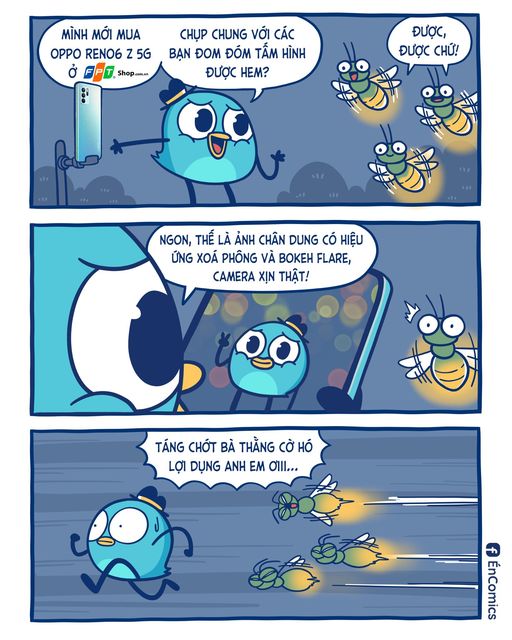 MÌNH MỚI MUA
OPPO RENO6 Z 5G
Ở FPT Shop.com.vn
CHỤP CHUNG VỚI CÁC
BẠN ĐOM ĐÓM TẤM HÌNH
ĐƯỢC HEM?
ĐƯỢC,
ĐƯỢC CHỨ!
NGON, THẾ LÀ ẢNH CHÂN DUNG CÓ HIỆU
ỨNG XOÁ PHÔNG VÀ BOKEH FLARE,
CAMERA XỊN THẬT!
TÁNG CHỚT BÀ THẰNG CỜ HÓ
LỢI DỤNG ANH EM ƠIII...
f ÉnComics